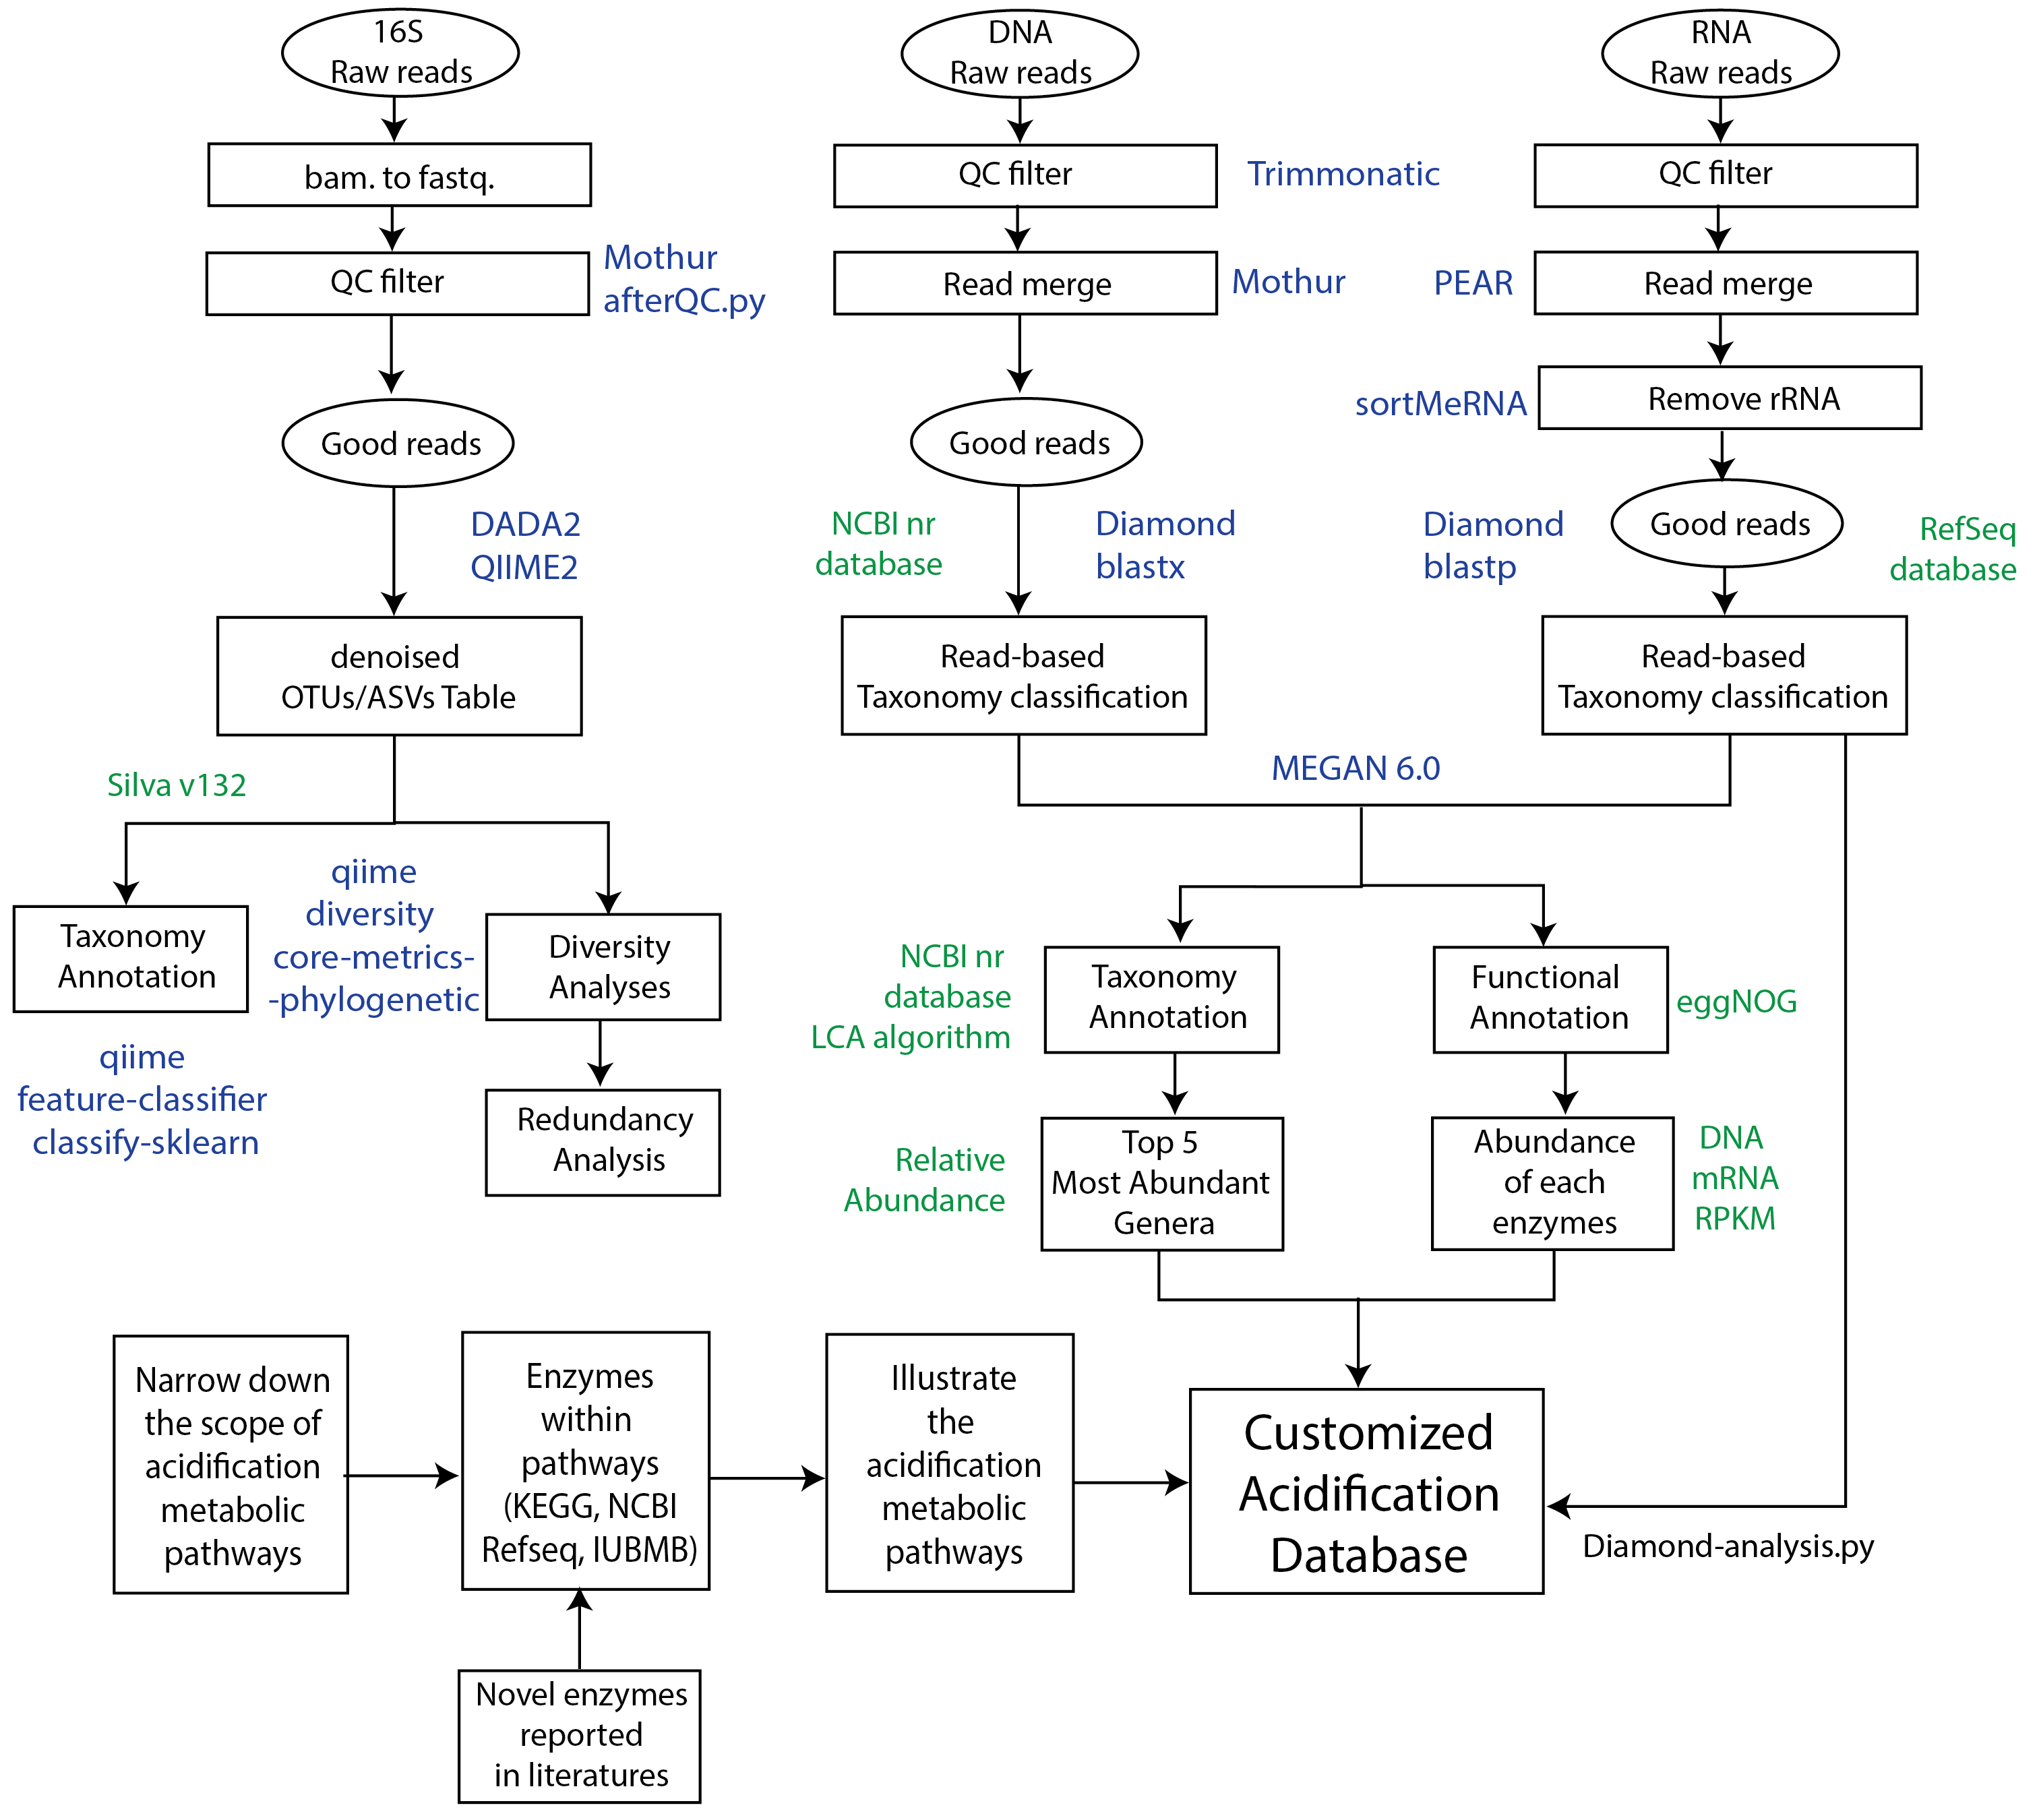 16S
Raw reads
bam. to fastq.
QC filter
Mothur
afterQC.py
Good reads
DADA2
QIIME2
denoised
OTUs/ASVs Table
Silva v132
Taxonomy
Annotation
qiime
feature-classifier
classify-sklearn
qiime
diversity
core-metrics-
-phylogenetic
Diversity
Analyses
Redundancy
Analysis
DNA
Raw reads
QC filter
Trimmonatic
Read merge
Mothur
Good reads
NCBI nr
database
Diamond
blastx
Read-based
Taxonomy classification
RNA
Raw reads
QC filter
PEAR
Read merge
sortMeRNA
Remove rRNA
Good reads
Diamond
blastp
RefSeq
database
Read-based
Taxonomy classification
MEGAN 6.0
NCBI nr
database
LCA algorithm
Taxonomy
Annotation
Functional
Annotation
eggNOG
Relative
Abundance
Top 5
Most Abundant
Genera
Abundance
of each
enzymes
DNA
mRNA
RPKM
Narrow down
the scope of
acidification
metabolic
pathways
Enzymes
within
pathways
(KEGG, NCBI
Refseq, IUBMB)
Illustrate
the
acidification
metabolic
pathways
Customized
Acidification
Database
Diamond-analysis.py
Novel enzymes
reported
in literatures